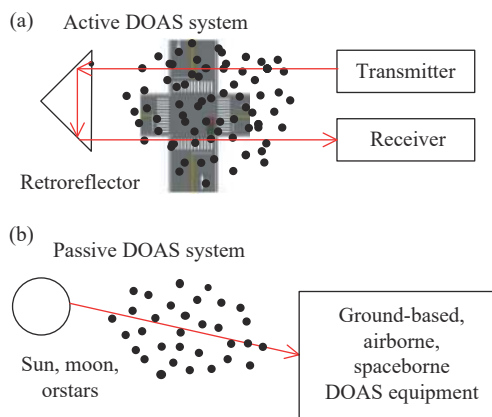 (a)
Active DOAS system
Transmitter
Receiver
Retroreflector
(b)
Passive DOAS system
Sun, moon,
orstars
Ground-based,
airborne,
spaceborne
DOAS equipment